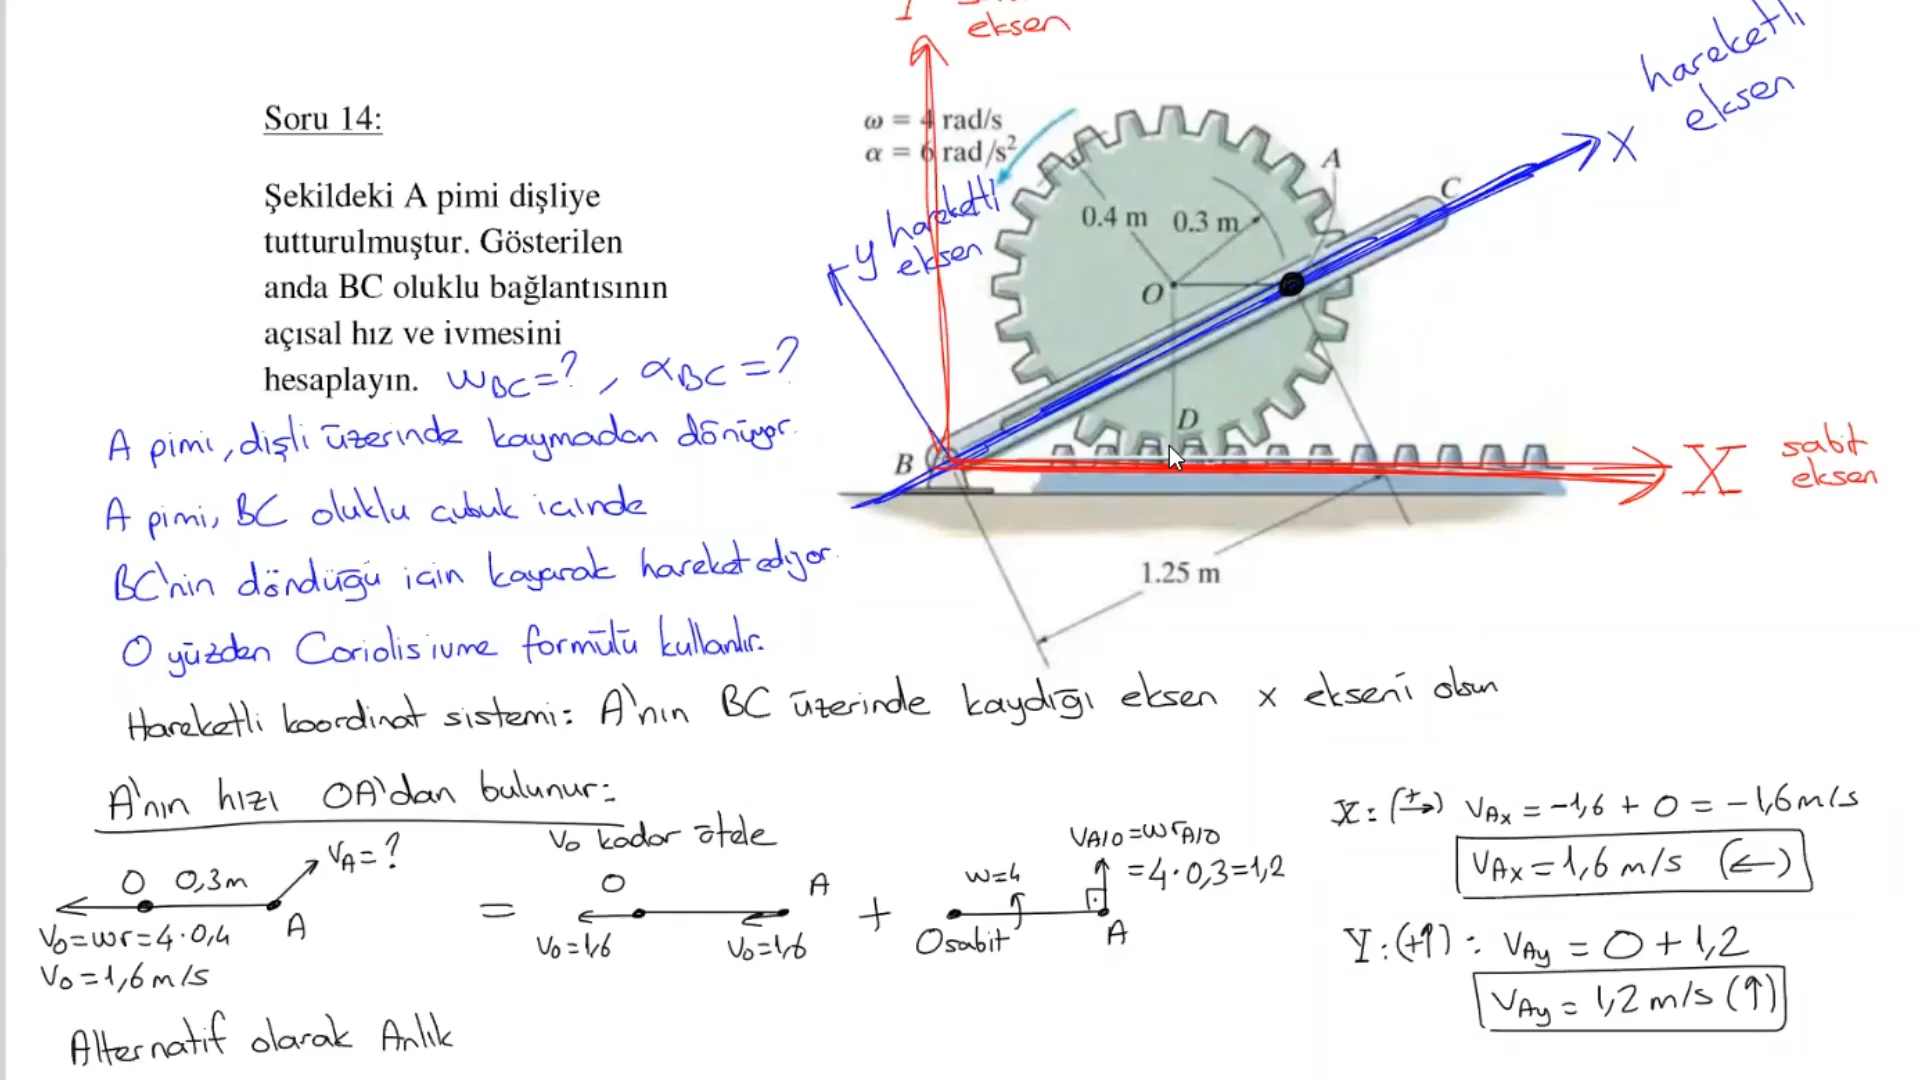 eksen
hareketli
eksen
x
Soru 14:
ω = 4 rad/s
α = 6 rad/s²
Şekildeki A pimi dişliye
tutturulmuştur. Gösterilen
anda BC oluklu bağlantısının
açısal hız ve ivmesini
hesaplayın. ωBC=? , αBC=?
y hareketli
eksen
A
C
0.4 m 0.3 m
O
D
B
X sabit
eksen
1.25 m
A pimi, dişli üzerinde kaymadan dönüyor.
A pimi, BC oluklu çubuk içinde
BC'nin döndüğü için kayarak hareket ediyor.
O yüzden Coriolis ivme formülü kullanılır.
Hareketli koordinat sistemi: A'nın BC üzerinde kaydığı eksen x ekseni olsun
A'nın hızı OA'dan bulunur:
O 0,3m VA=?
A
V0=wr=4·0,4
V0=1,6 m/s
=
V0 kadar ötele
O A
V0=1,6 V0=1,6
+
w=4
O sabit A
VA/O=wrA/O
=4·0,3=1,2
X: (→+) VAx = -1,6 + 0 = -1,6 m/s
VAx = 1,6 m/s (←)
Y: (+↑) : VAy = 0 + 1,2
VAy = 1,2 m/s (↑)
Alternatif olarak Anlık